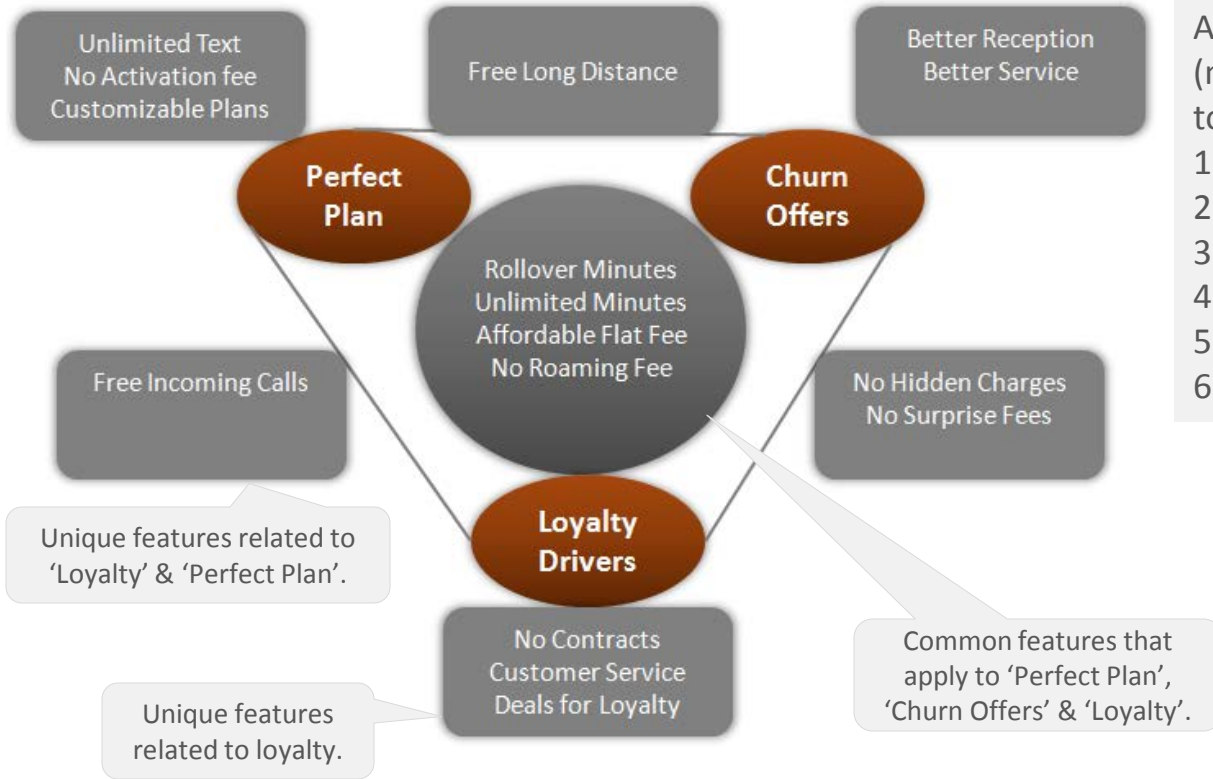 Unlimited Text
No Activation fee
Customizable Plans
Free Long Distance
Better Reception
Better Service
Perfect
Plan
Churn
Offers
Rollover Minutes
Unlimited Minutes
Affordable Flat Fee
No Roaming Fee
Free Incoming Calls
No Hidden Charges
No Surprise Fees
Unique features related to
‘Loyalty’ & ‘Perfect Plan’.
Loyalty
Drivers
No Contracts
Customer Service
Deals for Loyalty
Unique features
related to loyalty.
Common features that
apply to ‘Perfect Plan’,
‘Churn Offers’ & ‘Loyalty’.
1
2
3
4
5
6